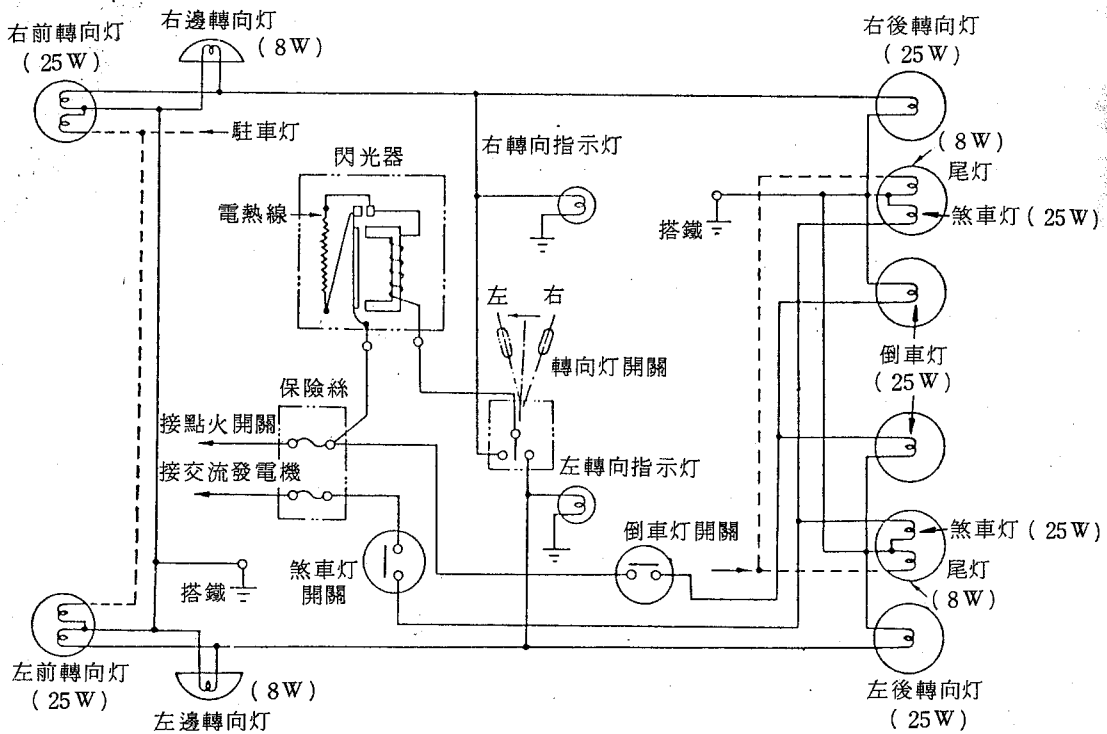 右前轉向灯
(25W)
右邊轉向灯
(8W)
右後轉向灯
(25W)
駐車灯
右轉向指示灯
(8W)
尾灯
閃光器
電熱線
搭鐵
煞車灯(25W)
左 右
轉向灯開關
倒車灯
(25W)
保險絲
接點火開關
接交流發電機
左轉向指示灯
倒車灯開關
煞車灯(25W)
搭鐵
煞車灯
開關
尾灯
(8W)
左前轉向灯
(25W)
(8W)
左邊轉向灯
左後轉向灯
(25W)